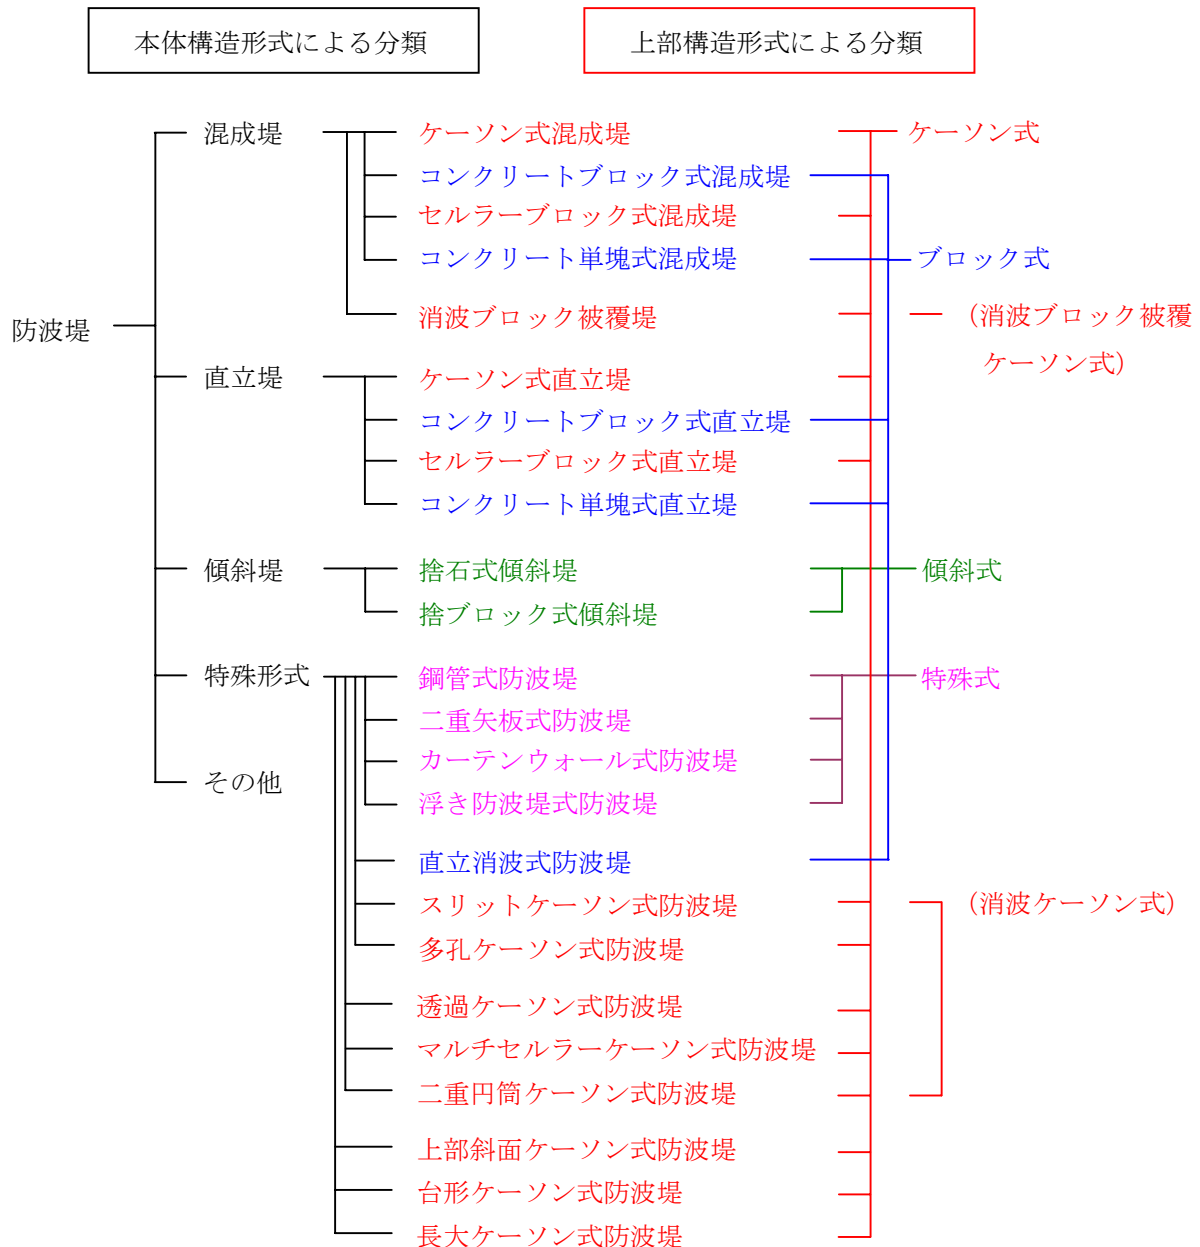 本体構造形式による分類
上部構造形式による分類
防波堤
混成堤
ケーソン式混成堤
ケーソン式
コンクリートブロック式混成堤
セルラーブロック式混成堤
コンクリート単塊式混成堤
ブロック式
消波ブロック被覆堤
（消波ブロック被覆
ケーソン式）
直立堤
ケーソン式直立堤
コンクリートブロック式直立堤
セルラーブロック式直立堤
コンクリート単塊式直立堤
傾斜堤
捨石式傾斜堤
傾斜式
捨ブロック式傾斜堤
特殊形式
鋼管式防波堤
特殊式
二重矢板式防波堤
カーテンウォール式防波堤
その他
浮き防波堤式防波堤
直立消波式防波堤
スリットケーソン式防波堤
（消波ケーソン式）
多孔ケーソン式防波堤
透過ケーソン式防波堤
マルチセルラーケーソン式防波堤
二重円筒ケーソン式防波堤
上部斜面ケーソン式防波堤
台形ケーソン式防波堤
長大ケーソン式防波堤